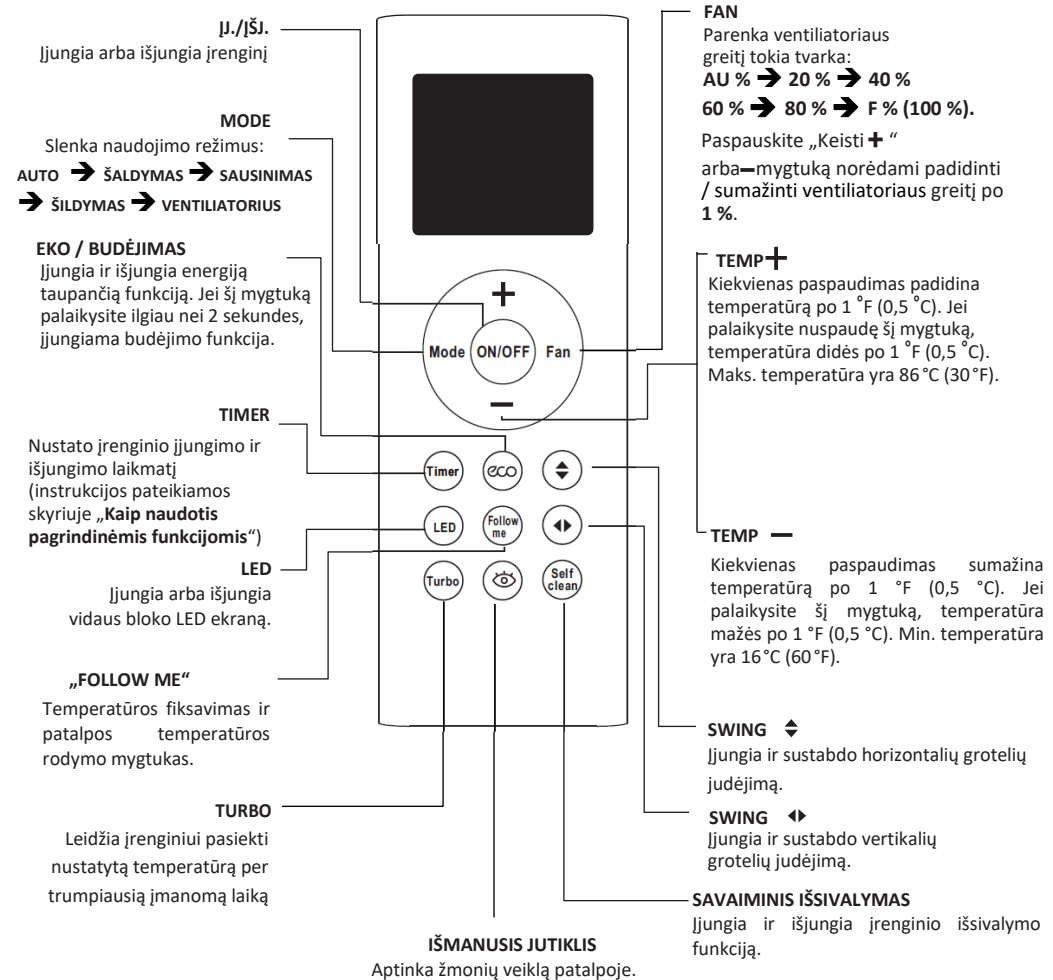 ĮJ./IŠJ.
Įjungia arba išjungia įrenginį
MODE
Slenka naudojimo režimus:
AUTO ➔ ŠALDYMAS ➔ SAUSINIMAS
➔ ŠILDYMAS ➔ VENTILIATORIUS
EKO / BUDĖJIMAS
Įjungia ir išjungia energiją
taupančią funkciją. Jei šį mygtuką
palaikysite ilgiau nei 2 sekundes,
įjungiama budėjimo funkcija.
TIMER
Nustato įrenginio įjungimo ir
išjungimo laikmatį
(instrukcijos pateikiamos
skyriuje „Kaip naudotis
pagrindinėmis funkcijomis“)
LED
Įjungia arba išjungia
vidaus bloko LED ekraną.
„FOLLOW ME“
Temperatūros fiksavimas ir
patalpos temperatūros
rodymo mygtukas.
TURBO
Leidžia įrenginiui pasiekti
nustatytą temperatūrą per
trumpiausią įmanomą laiką
+
Mode ON/OFF Fan
−
Timer eco
LED Follow
me
Turbo Self
clean
FAN
Parenka ventiliatoriaus
greitį tokia tvarka:
AU % ➔ 20 % ➔ 40 %
60 % ➔ 80 % ➔ F % (100 %).
Paspauskite „Keisti + “
arba−mygtuką norėdami padidinti
/ sumažinti ventiliatoriaus greitį po
1 %.
TEMP+
Kiekvienas paspaudimas padidina
temperatūrą po 1 °F (0,5 °C). Jei
palaikysite nuspaudę šį mygtuką,
temperatūra didės po 1 °F (0,5 °C).
Maks. temperatūra yra 86 °C (30 °F).
TEMP −
Kiekvienas paspaudimas sumažina
temperatūrą po 1 °F (0,5 °C). Jei
palaikysite šį mygtuką, temperatūra
mažės po 1 °F (0,5 °C). Min. temperatūra
yra 16 °C (60 °F).
SWING
Įjungia ir sustabdo horizontalių grotelių
judėjimą.
SWING
Įjungia ir sustabdo vertikalių
grotelių judėjimą.
SAVAIMINIS IŠSIVALYMAS
Įjungia ir išjungia įrenginio išsivalymo
funkciją.
IŠMANUSIS JUTIKLIS
Aptinka žmonių veiklą patalpoje.